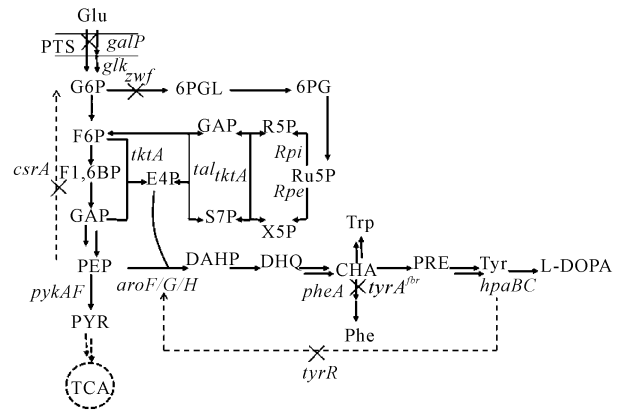 Glu
PTS galP
glk
zwf
G6P 6PGL 6PG
F6P GAP R5P
tktA Rpi
csrA F1,6BP E4P tal tktA Ru5P
Rpe
GAP S7P X5P
Trp
PEP DAHP DHQ CHA PRE Tyr L-DOPA
pykAF aroF/G/H pheA tyrA^fbr hpaBC
PYR Phe
tyrR
TCA